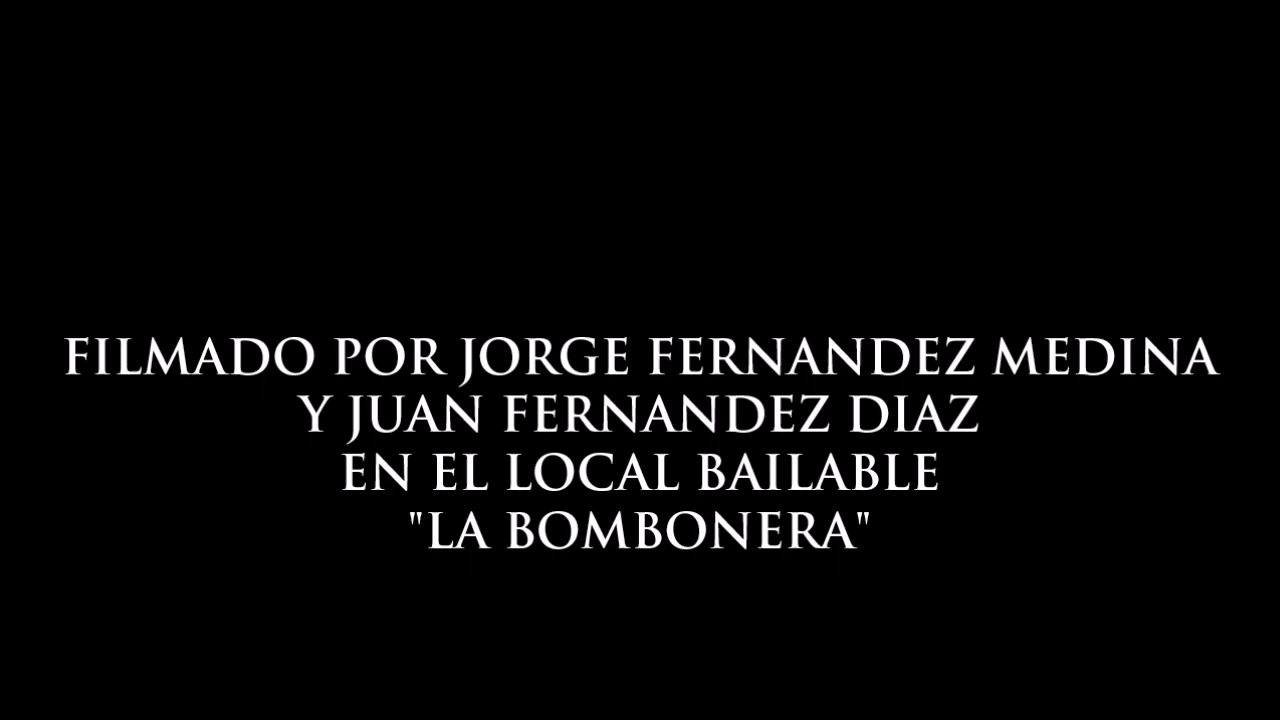 FILMADO POR JORGE FERNANDEZ MEDINA
Y JUAN FERNANDEZ DIAZ
EN EL LOCAL BAILABLE
"LA BOMBONERA"